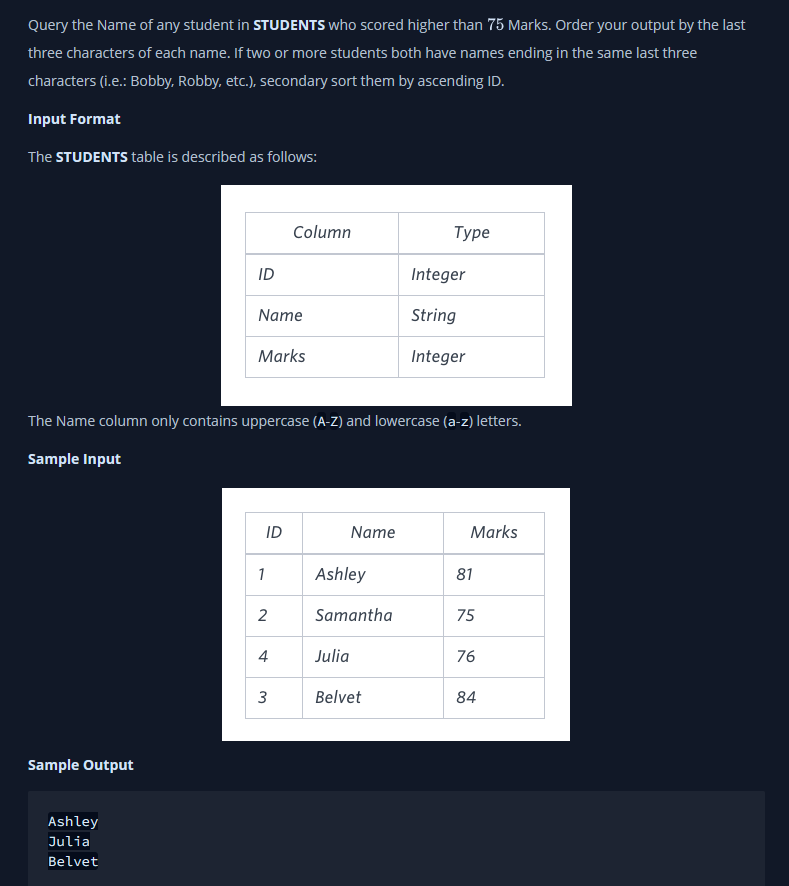 Query the Name of any student in STUDENTS who scored higher than 75 Marks. Order your output by the last
three characters of each name. If two or more students both have names ending in the same last three
characters (i.e.: Bobby, Robby, etc.), secondary sort them by ascending ID.
Input Format
The STUDENTS table is described as follows:
Column Type
ID Integer
Name String
Marks Integer
The Name column only contains uppercase (A-Z) and lowercase (a-z) letters.
Sample Input
ID Name Marks
1 Ashley 81
2 Samantha 75
4 Julia 76
3 Belvet 84
Sample Output
Ashley
Julia
Belvet